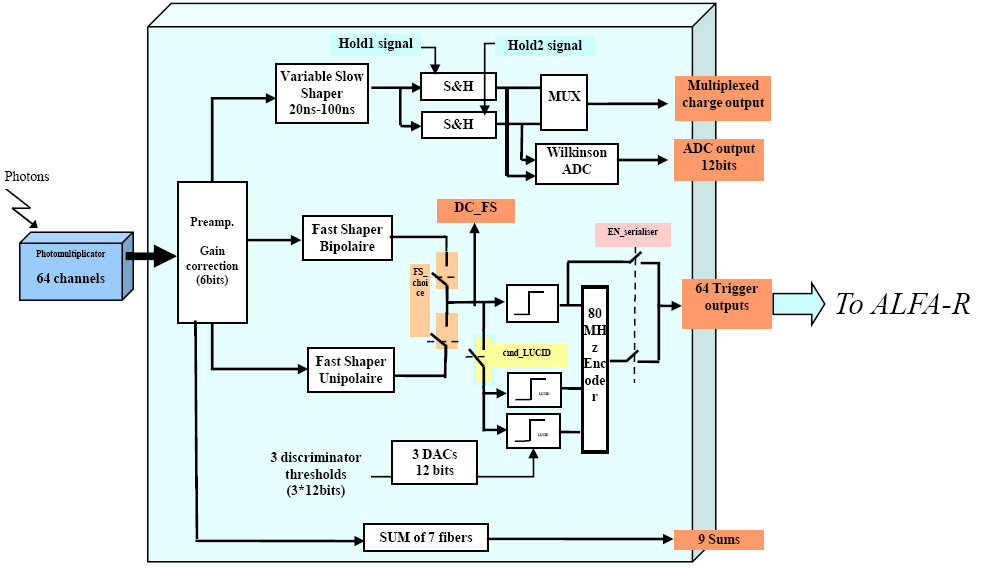 Hold1 signal
Hold2 signal
Variable Slow
Shaper
20ns-100ns
S&H
S&H
MUX
Multiplexed
charge output
Wilkinson
ADC
ADC output
12bits
Photons
Photomultiplicator
64 channels
Preamp.
Gain
correction
(6bits)
Fast Shaper
Bipolaire
DC_FS
FS_
choi
ce
EN_serialiser
64 Trigger
outputs
To ALFA-R
80
MH
z
Enc
ode
r
cmd_LUCID
Fast Shaper
Unipolaire
LUCID
LUCID
3 discriminator
thresholds
(3*12bits)
3 DACs
12 bits
SUM of 7 fibers
9 Sums